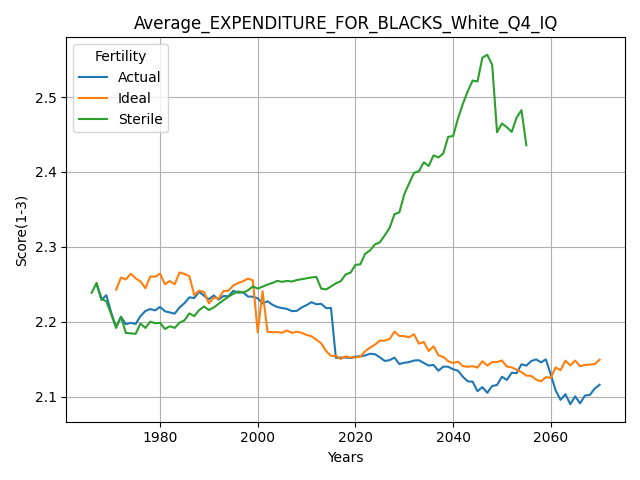 Average_EXPENDITURE_FOR_BLACKS_White_Q4_IQ
Fertility
Actual
Ideal
Sterile
Score(1-3)
2.5
2.4
2.3
2.2
2.1
1980 2000 2020 2040 2060
Years